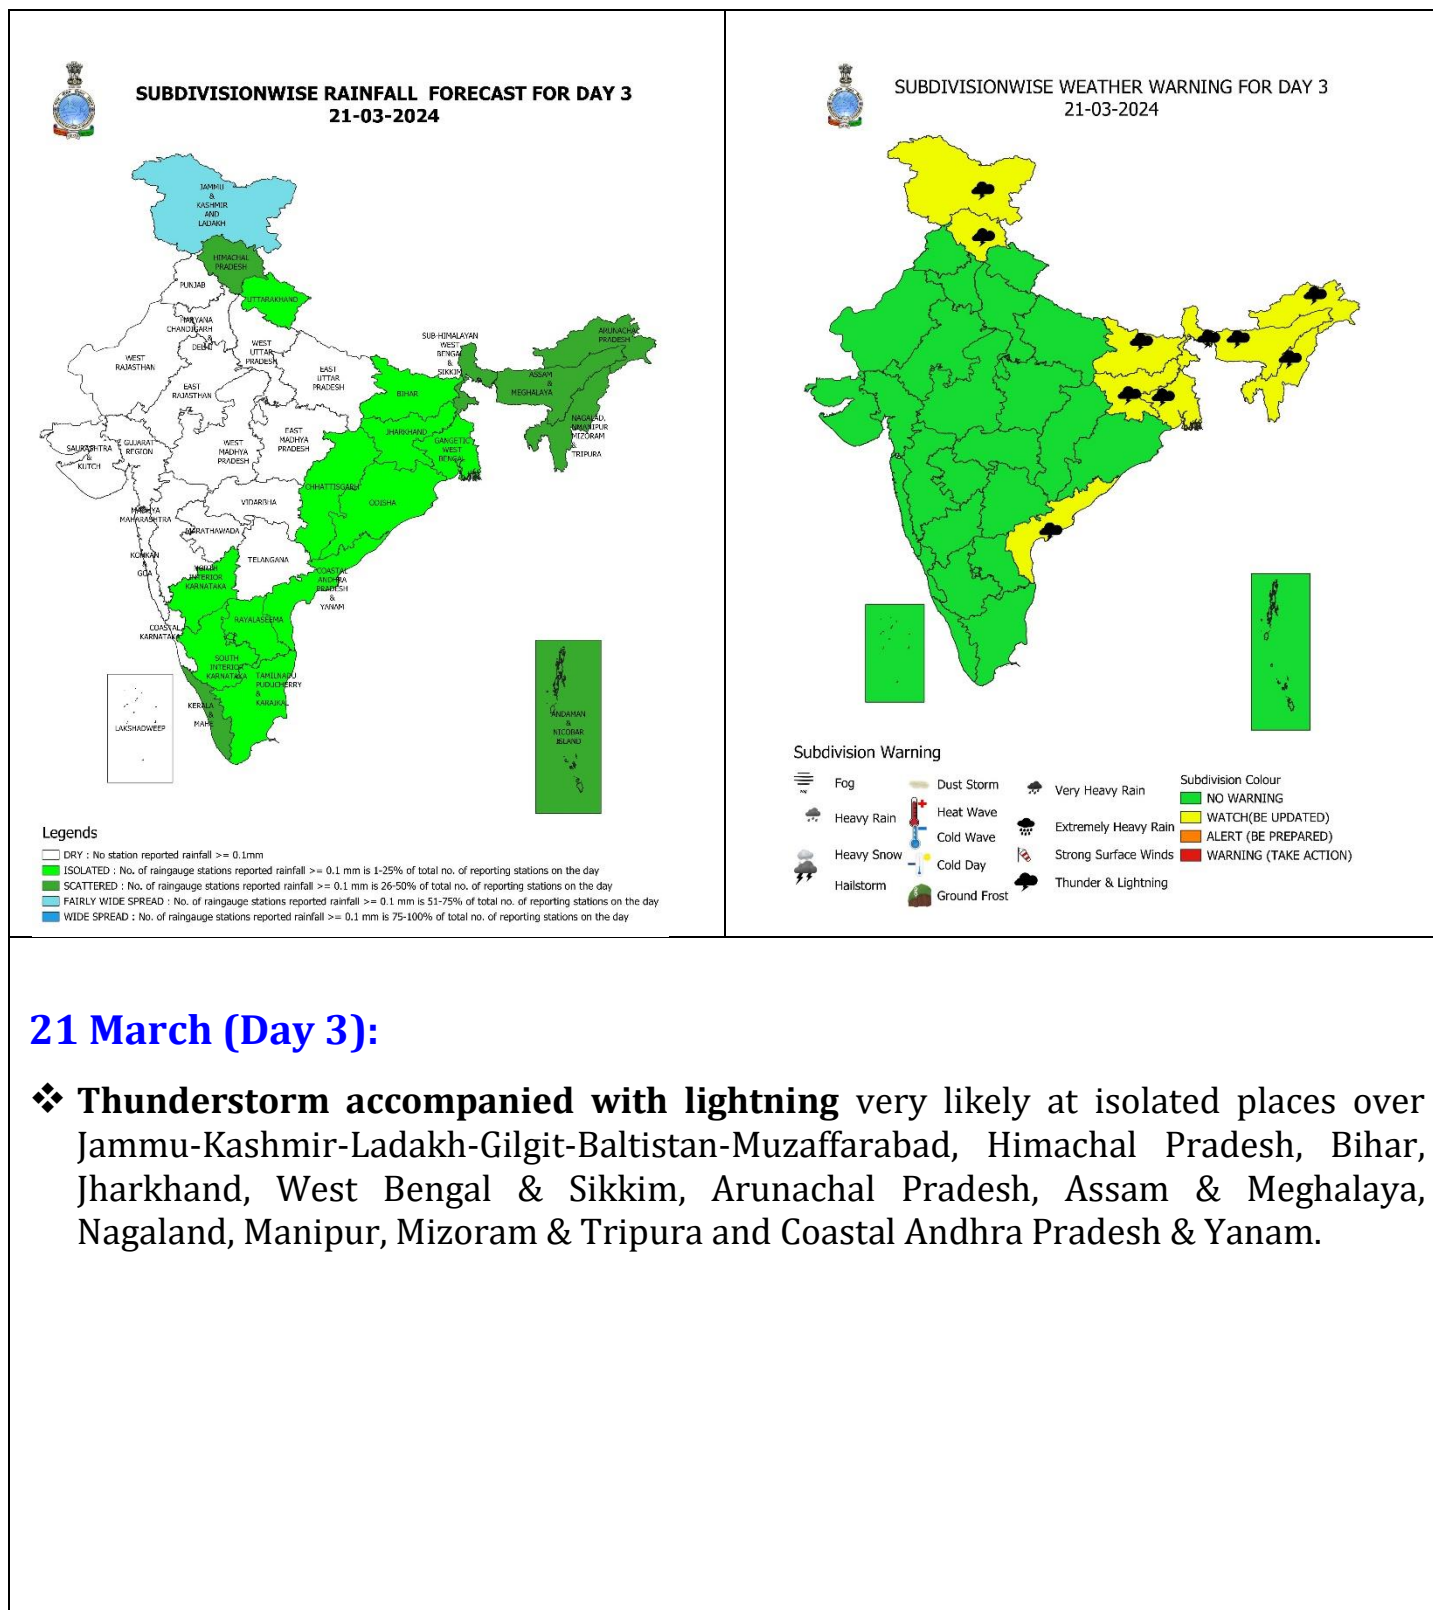 SUBDIVISIONWISE RAINFALL FORECAST FOR DAY 3
21-03-2024
JAMMU
&
KASHMIR
AND
LADAKH
HIMACHAL
PRADESH
PUNJAB
UTTARAKHAND
HARYANA
CHANDIGARH
&
DELHI
WEST
UTTAR
PRADESH
SUB-HIMALAYAN
WEST
BENGAL
&
SIKKIM
ARUNACHAL
PRADESH
WEST
RAJASTHAN
EAST
UTTAR
PRADESH
ASSAM
&
MEGHALAYA
EAST
RAJASTHAN
BIHAR
NAGALAD,
MANIPUR
MIZORAM
&
TRIPURA
JHARKHAND
GANGETIC
WEST
BENGAL
SAURASHTRA
&
KUTCH
GUJARAT
REGION
WEST
MADHYA
PRADESH
EAST
MADHYA
PRADESH
CHHATTISGARH
ODISHA
VIDARBHA
MADHYA
MAHARASHTRA
MARATHAWADA
KONKAN
&
GOA
TELANGANA
NORTH
INTERIOR
KARNATAKA
COASTAL
ANDHRA
PRADESH
&
YANAM
RAYALASEEMA
COASTAL
KARNATAKA
SOUTH
INTERIOR
KARNATAKA
TAMILNADU
PUDUCHERRY
&
KARAIKAL
KERALA
&
MAHE
LAKSHADWEEP
ANDAMAN
&
NICOBAR
ISLAND
Legends
DRY : No station reported rainfall >= 0.1mm
ISOLATED : No. of raingauge stations reported rainfall >= 0.1 mm is 1-25% of total no. of reporting stations on the day
SCATTERED : No. of raingauge stations reported rainfall >= 0.1 mm is 26-50% of total no. of reporting stations on the day
FAIRLY WIDE SPREAD : No. of raingauge stations reported rainfall >= 0.1 mm is 51-75% of total no. of reporting stations on the day
WIDE SPREAD : No. of raingauge stations reported rainfall >= 0.1 mm is 75-100% of total no. of reporting stations on the day
SUBDIVISIONWISE WEATHER WARNING FOR DAY 3
21-03-2024
Subdivision Warning
Fog
Heavy Rain
Heavy Snow
Hailstorm
Dust Storm
Heat Wave
Cold Wave
Cold Day
Ground Frost
Very Heavy Rain
Extremely Heavy Rain
Strong Surface Winds
Thunder & Lightning
Subdivision Colour
NO WARNING
WATCH(BE UPDATED)
ALERT (BE PREPARED)
WARNING (TAKE ACTION)
21 March (Day 3):
❖ Thunderstorm accompanied with lightning very likely at isolated places over
Jammu-Kashmir-Ladakh-Gilgit-Baltistan-Muzaffarabad, Himachal Pradesh, Bihar,
Jharkhand, West Bengal & Sikkim, Arunachal Pradesh, Assam & Meghalaya,
Nagaland, Manipur, Mizoram & Tripura and Coastal Andhra Pradesh & Yanam.